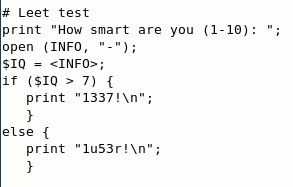 # Leet test
print "How smart are you (1-10): ";
open (INFO, "-");
$IQ = <INFO>;
if ($IQ > 7) {
   print "1337!\n";
   }
else {
   print "1u53r!\n";
   }